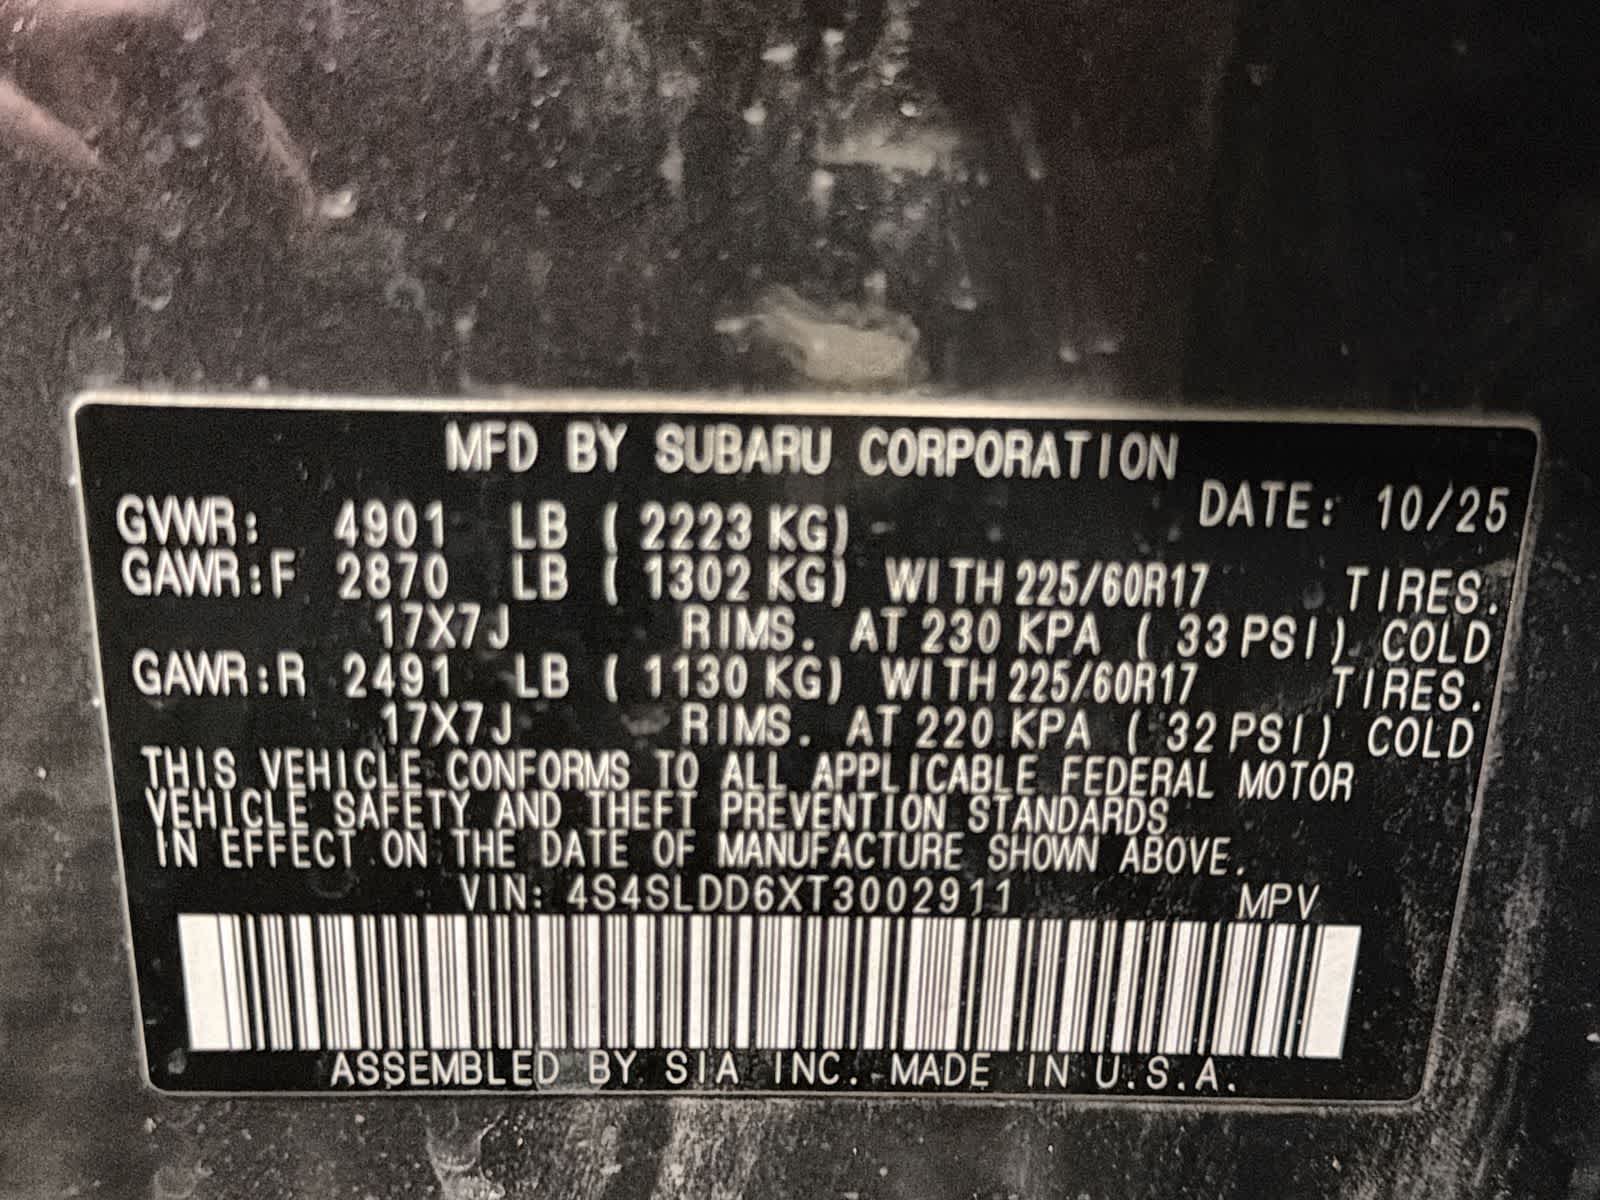 MFD BY SUBARU CORPORATION
DATE: 10/25
GVWR: 4901 LB ( 2223 KG)
GAWR:F 2870 LB ( 1302 KG) WITH 225/60R17 TIRES.
17X7J RIMS. AT 230 KPA ( 33 PSI) COLD
GAWR:R 2491 LB ( 1130 KG) WITH 225/60R17 TIRES.
17X7J RIMS. AT 220 KPA ( 32 PSI) COLD
THIS VEHICLE CONFORMS TO ALL APPLICABLE FEDERAL MOTOR
VEHICLE SAFETY AND THEFT PREVENTION STANDARDS
IN EFFECT ON THE DATE OF MANUFACTURE SHOWN ABOVE.
VIN: 4S4SLDD6XT3002911 MPV
ASSEMBLED BY SIA INC. MADE IN U.S.A.